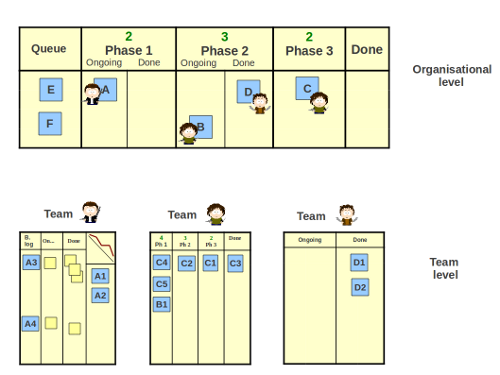 2 3 2
Queue Phase 1 Phase 2 Phase 3 Done
Ongoing Done Ongoing Done
E A D C
F B
Organisational
level
Team Team Team
B.
log On... Done
4 3 2
Ph 1 Ph 2 Ph 3 Done
Ongoing Done
A3 A1 C4 C2 C1 C3 D1
A2 C5 D2
B1
A4
Team
level